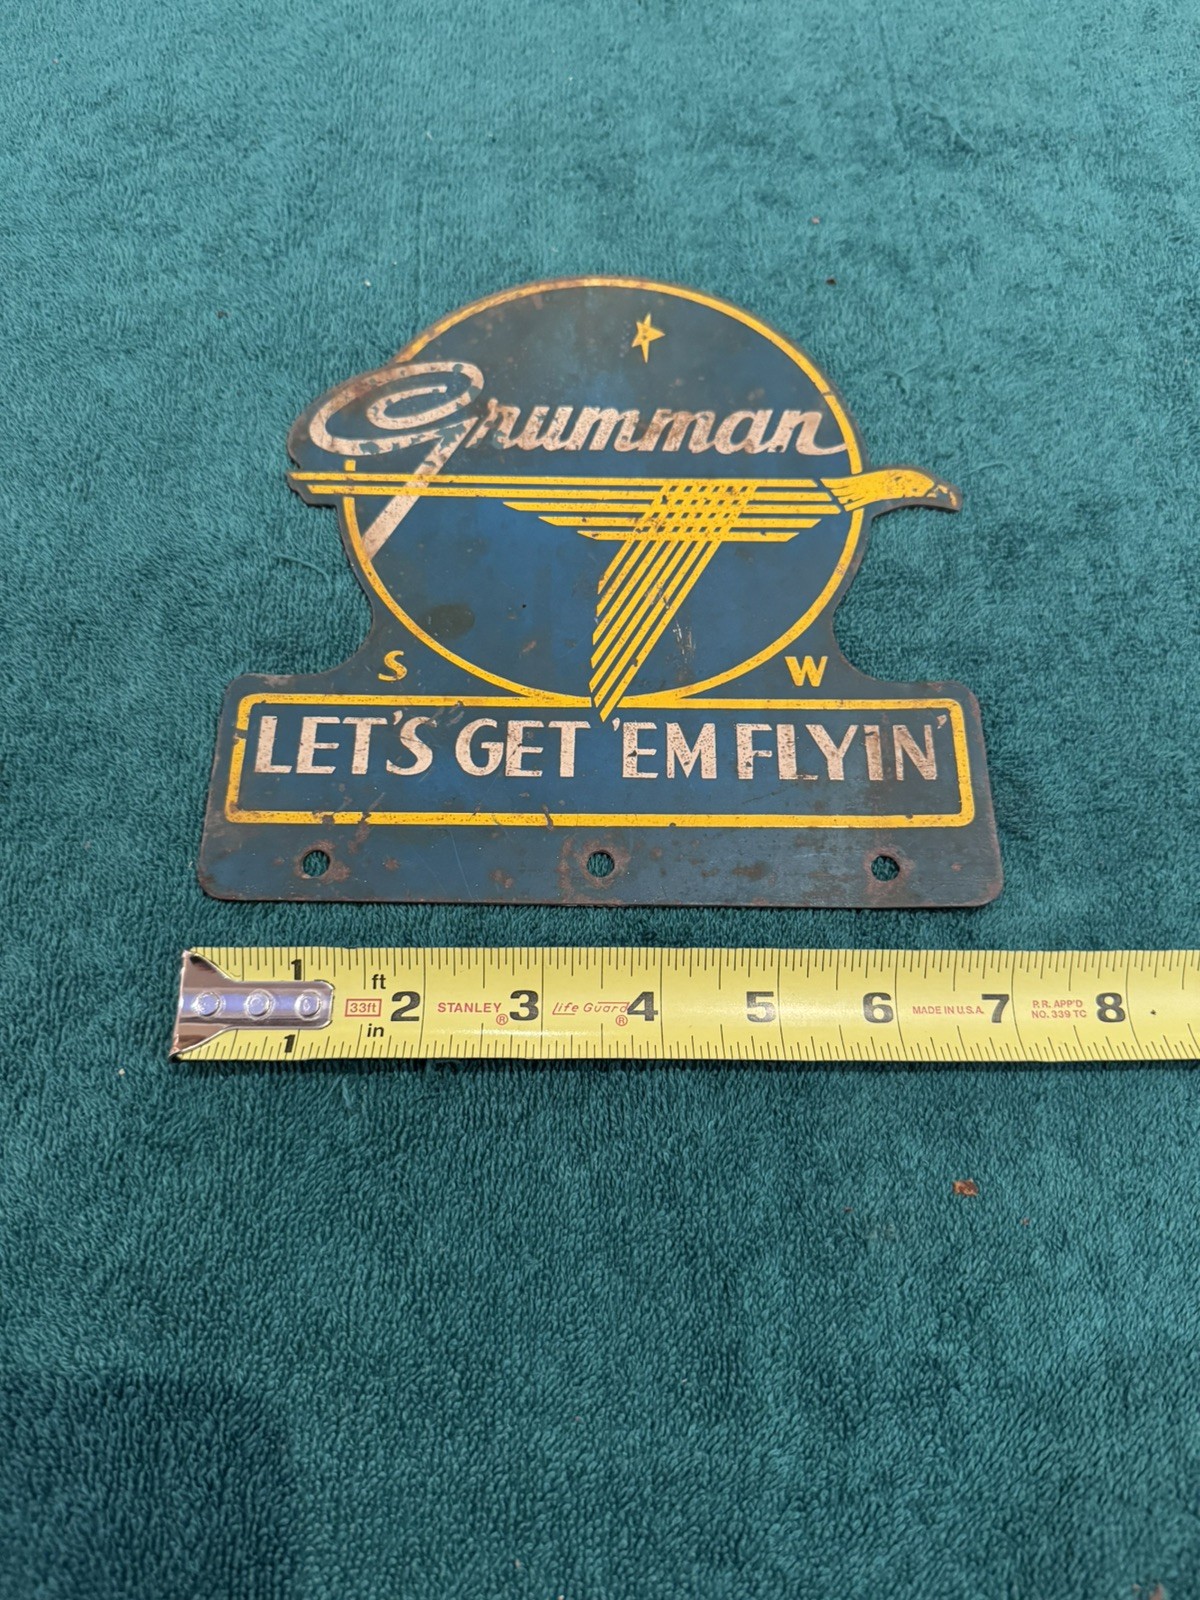 Grumman
S W
LET'S GET 'EM FLYIN'
1 ft 33ft 2 STANLEY ® 3 life Guard ® 4 5 6 MADE IN U.S.A. 7 P.R. APP'D 8
1 in NO. 339 TC